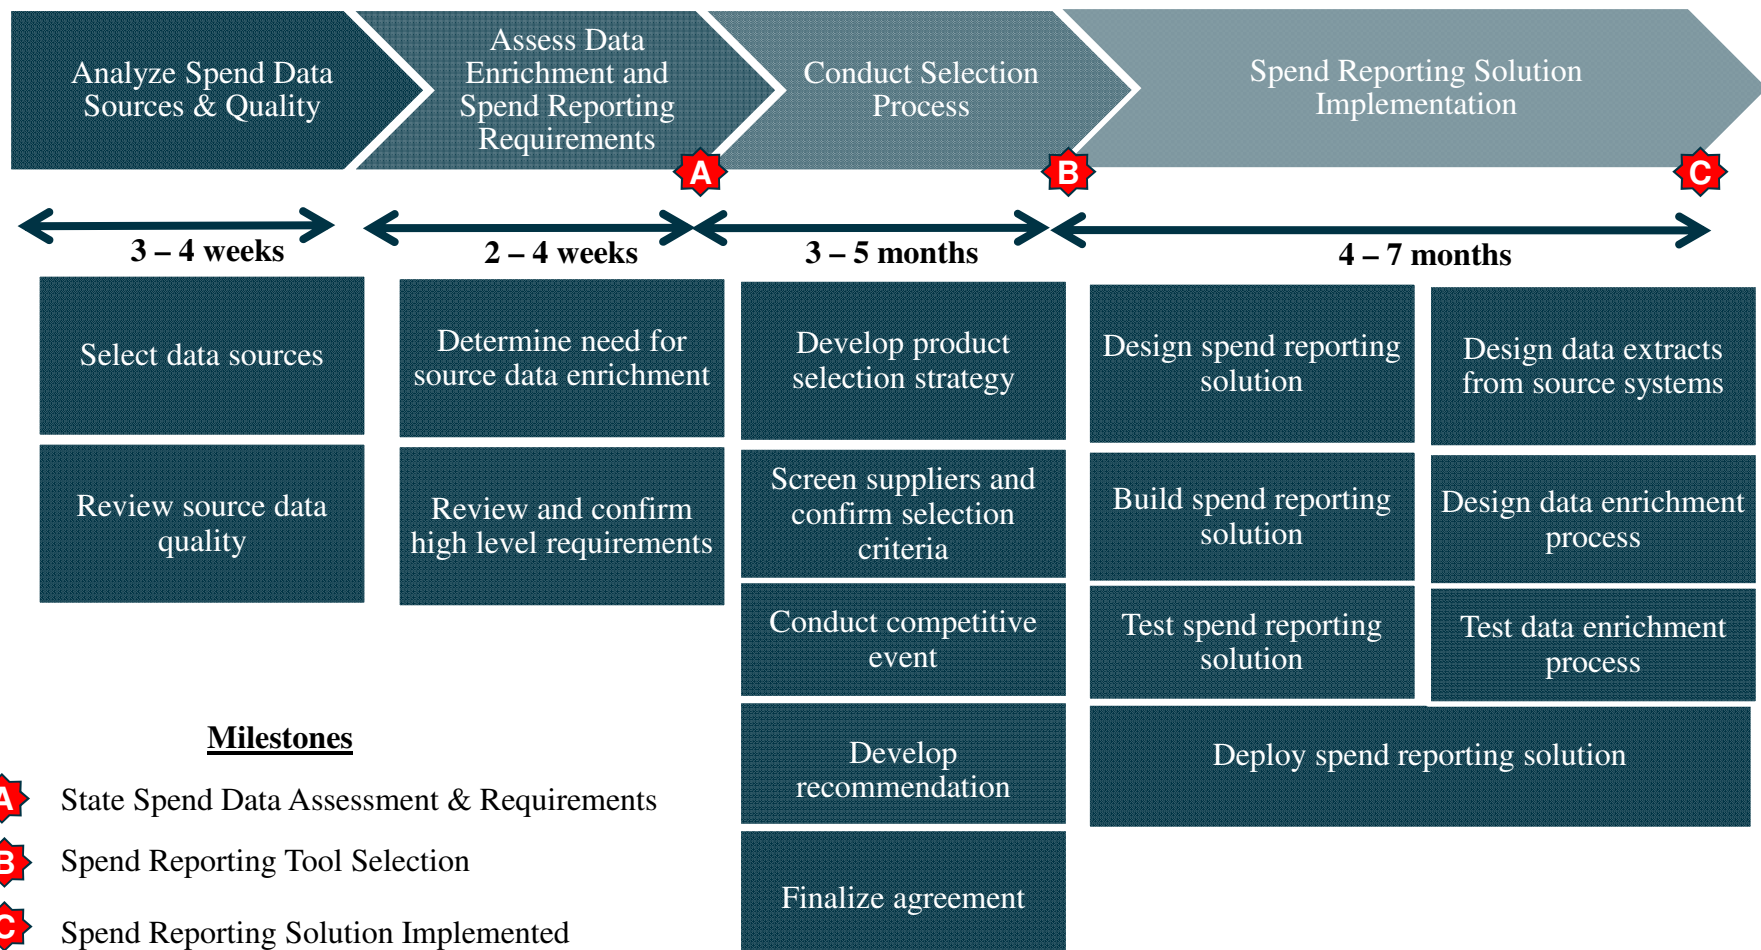 Analyze Spend Data
Sources & Quality
Assess Data
Enrichment and
Spend Reporting
Requirements
Conduct Selection
Process
Spend Reporting Solution
Implementation
A
B
C
3 – 4 weeks
2 – 4 weeks
3 – 5 months
4 – 7 months
Select data sources
Review source data
quality
Determine need for
source data enrichment
Review and confirm
high level requirements
Develop product
selection strategy
Screen suppliers and
confirm selection
criteria
Conduct competitive
event
Develop
recommendation
Finalize agreement
Design spend reporting
solution
Build spend reporting
solution
Test spend reporting
solution
Design data extracts
from source systems
Design data enrichment
process
Test data enrichment
process
Deploy spend reporting solution
Milestones
A State Spend Data Assessment & Requirements
B Spend Reporting Tool Selection
C Spend Reporting Solution Implemented